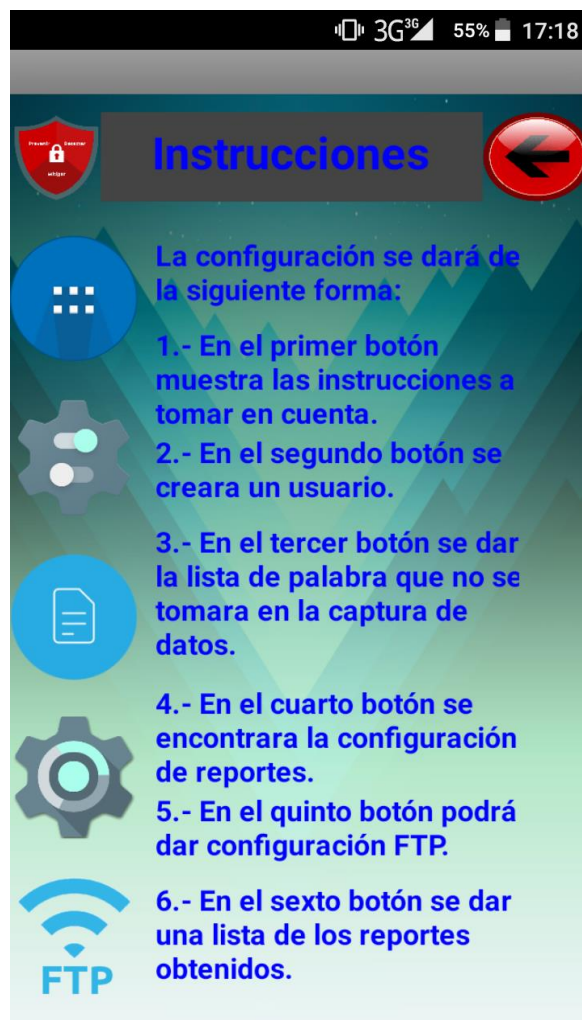 3G 3G 55% 17:18
Instrucciones
La configuración se dará de
la siguiente forma:
1.- En el primer botón
muestra las instrucciones a
tomar en cuenta.
2.- En el segundo botón se
creara un usuario.
3.- En el tercer botón se dar
la lista de palabra que no se
tomara en la captura de
datos.
4.- En el cuarto botón se
encontrara la configuración
de reportes.
5.- En el quinto botón podrá
dar configuración FTP.
6.- En el sexto botón se dar
una lista de los reportes
obtenidos.
FTP